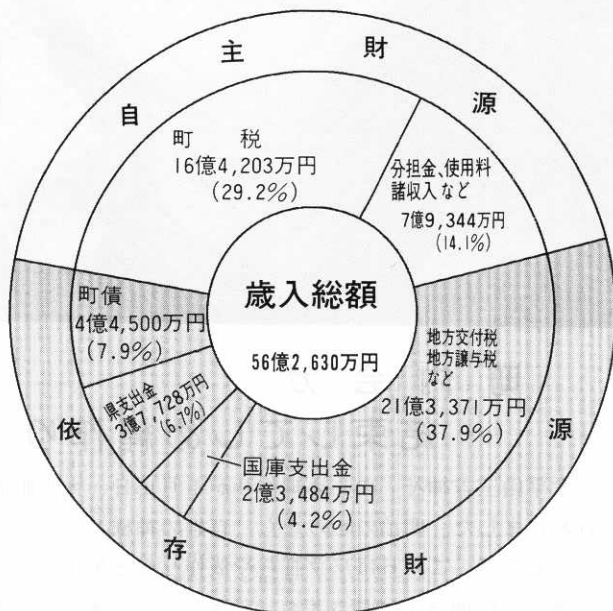 自主財源
町税
16億4,203万円
(29.2%)
分担金、使用料
諸収入など
7億9,344万円
(14.1%)
歳入総額
56億2,630万円
町債
4億4,500万円
(7.9%)
県支出金
3億7,728万円
(6.7%)
国庫支出金
2億3,484万円
(4.2%)
地方交付税
地方譲与税
など
21億3,371万円
(37.9%)
依存財源